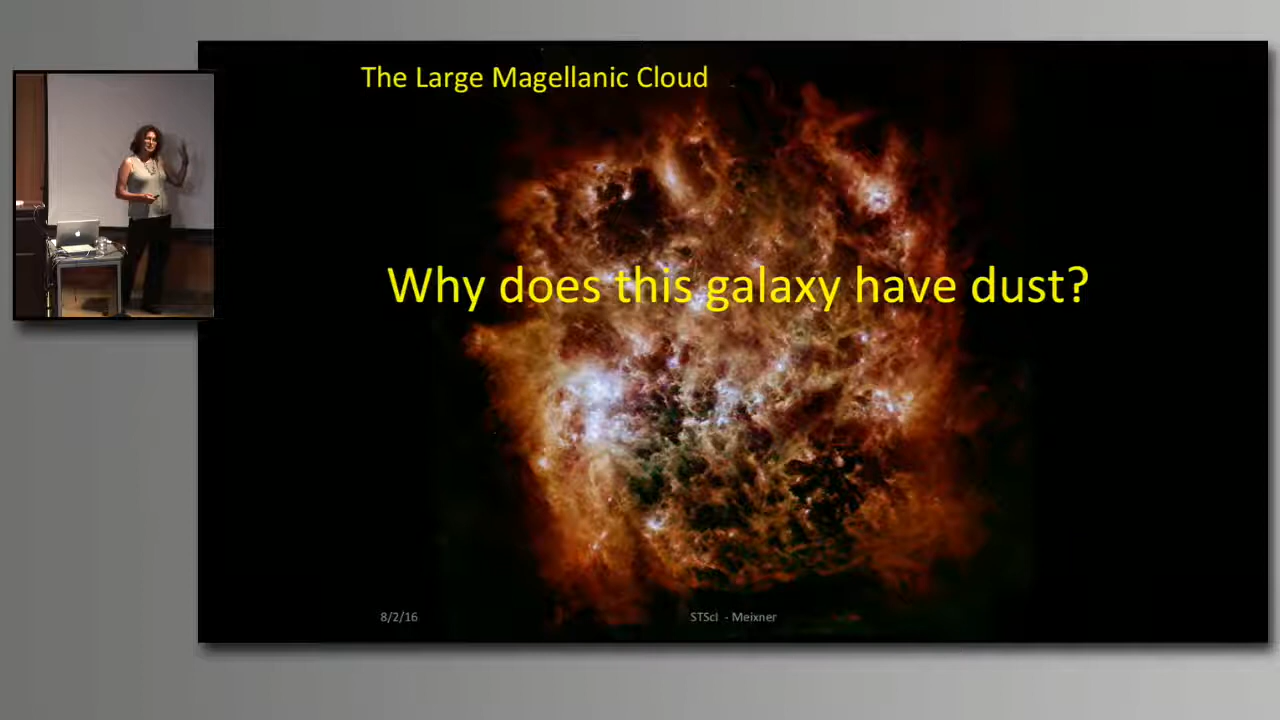 The Large Magellanic Cloud
Why does this galaxy have dust?
8/2/16
STScI - Meixner